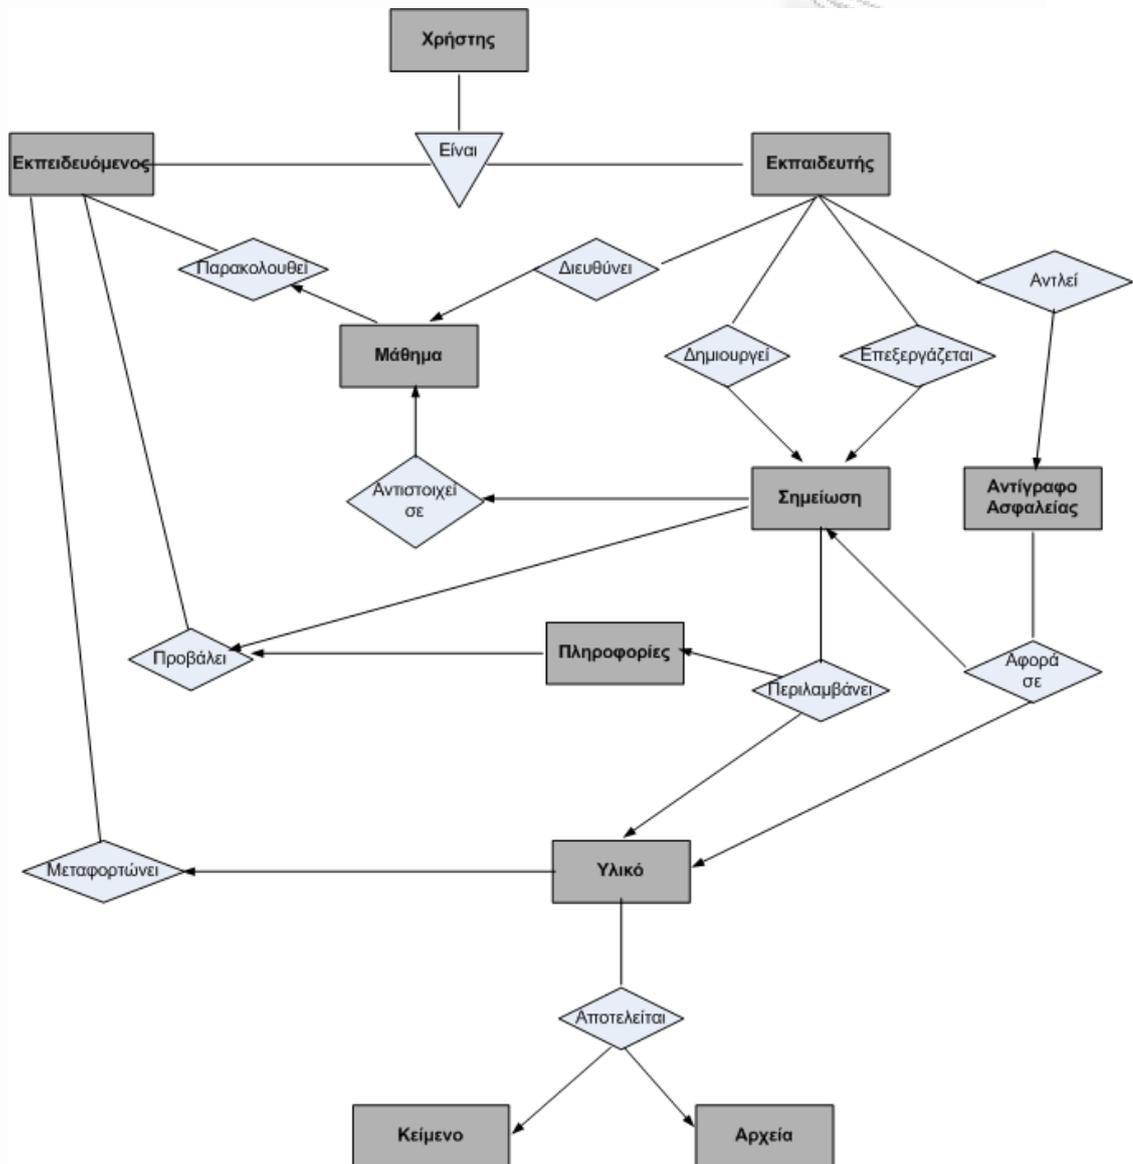 Χρήστης
Είναι
Εκπειδευόμενος
Εκπαιδευτής
Παρακολουθεί
Διευθύνει
Αντλεί
Μάθημα
Δημιουργεί
Επεξεργάζεται
Αντιστοιχεί
σε
Σημείωση
Αντίγραφο
Ασφαλείας
Προβάλει
Πληροφορίες
Περιλαμβάνει
Αφορά
σε
Μεταφορτώνει
Υλικό
Αποτελείται
Κείμενο
Αρχεία